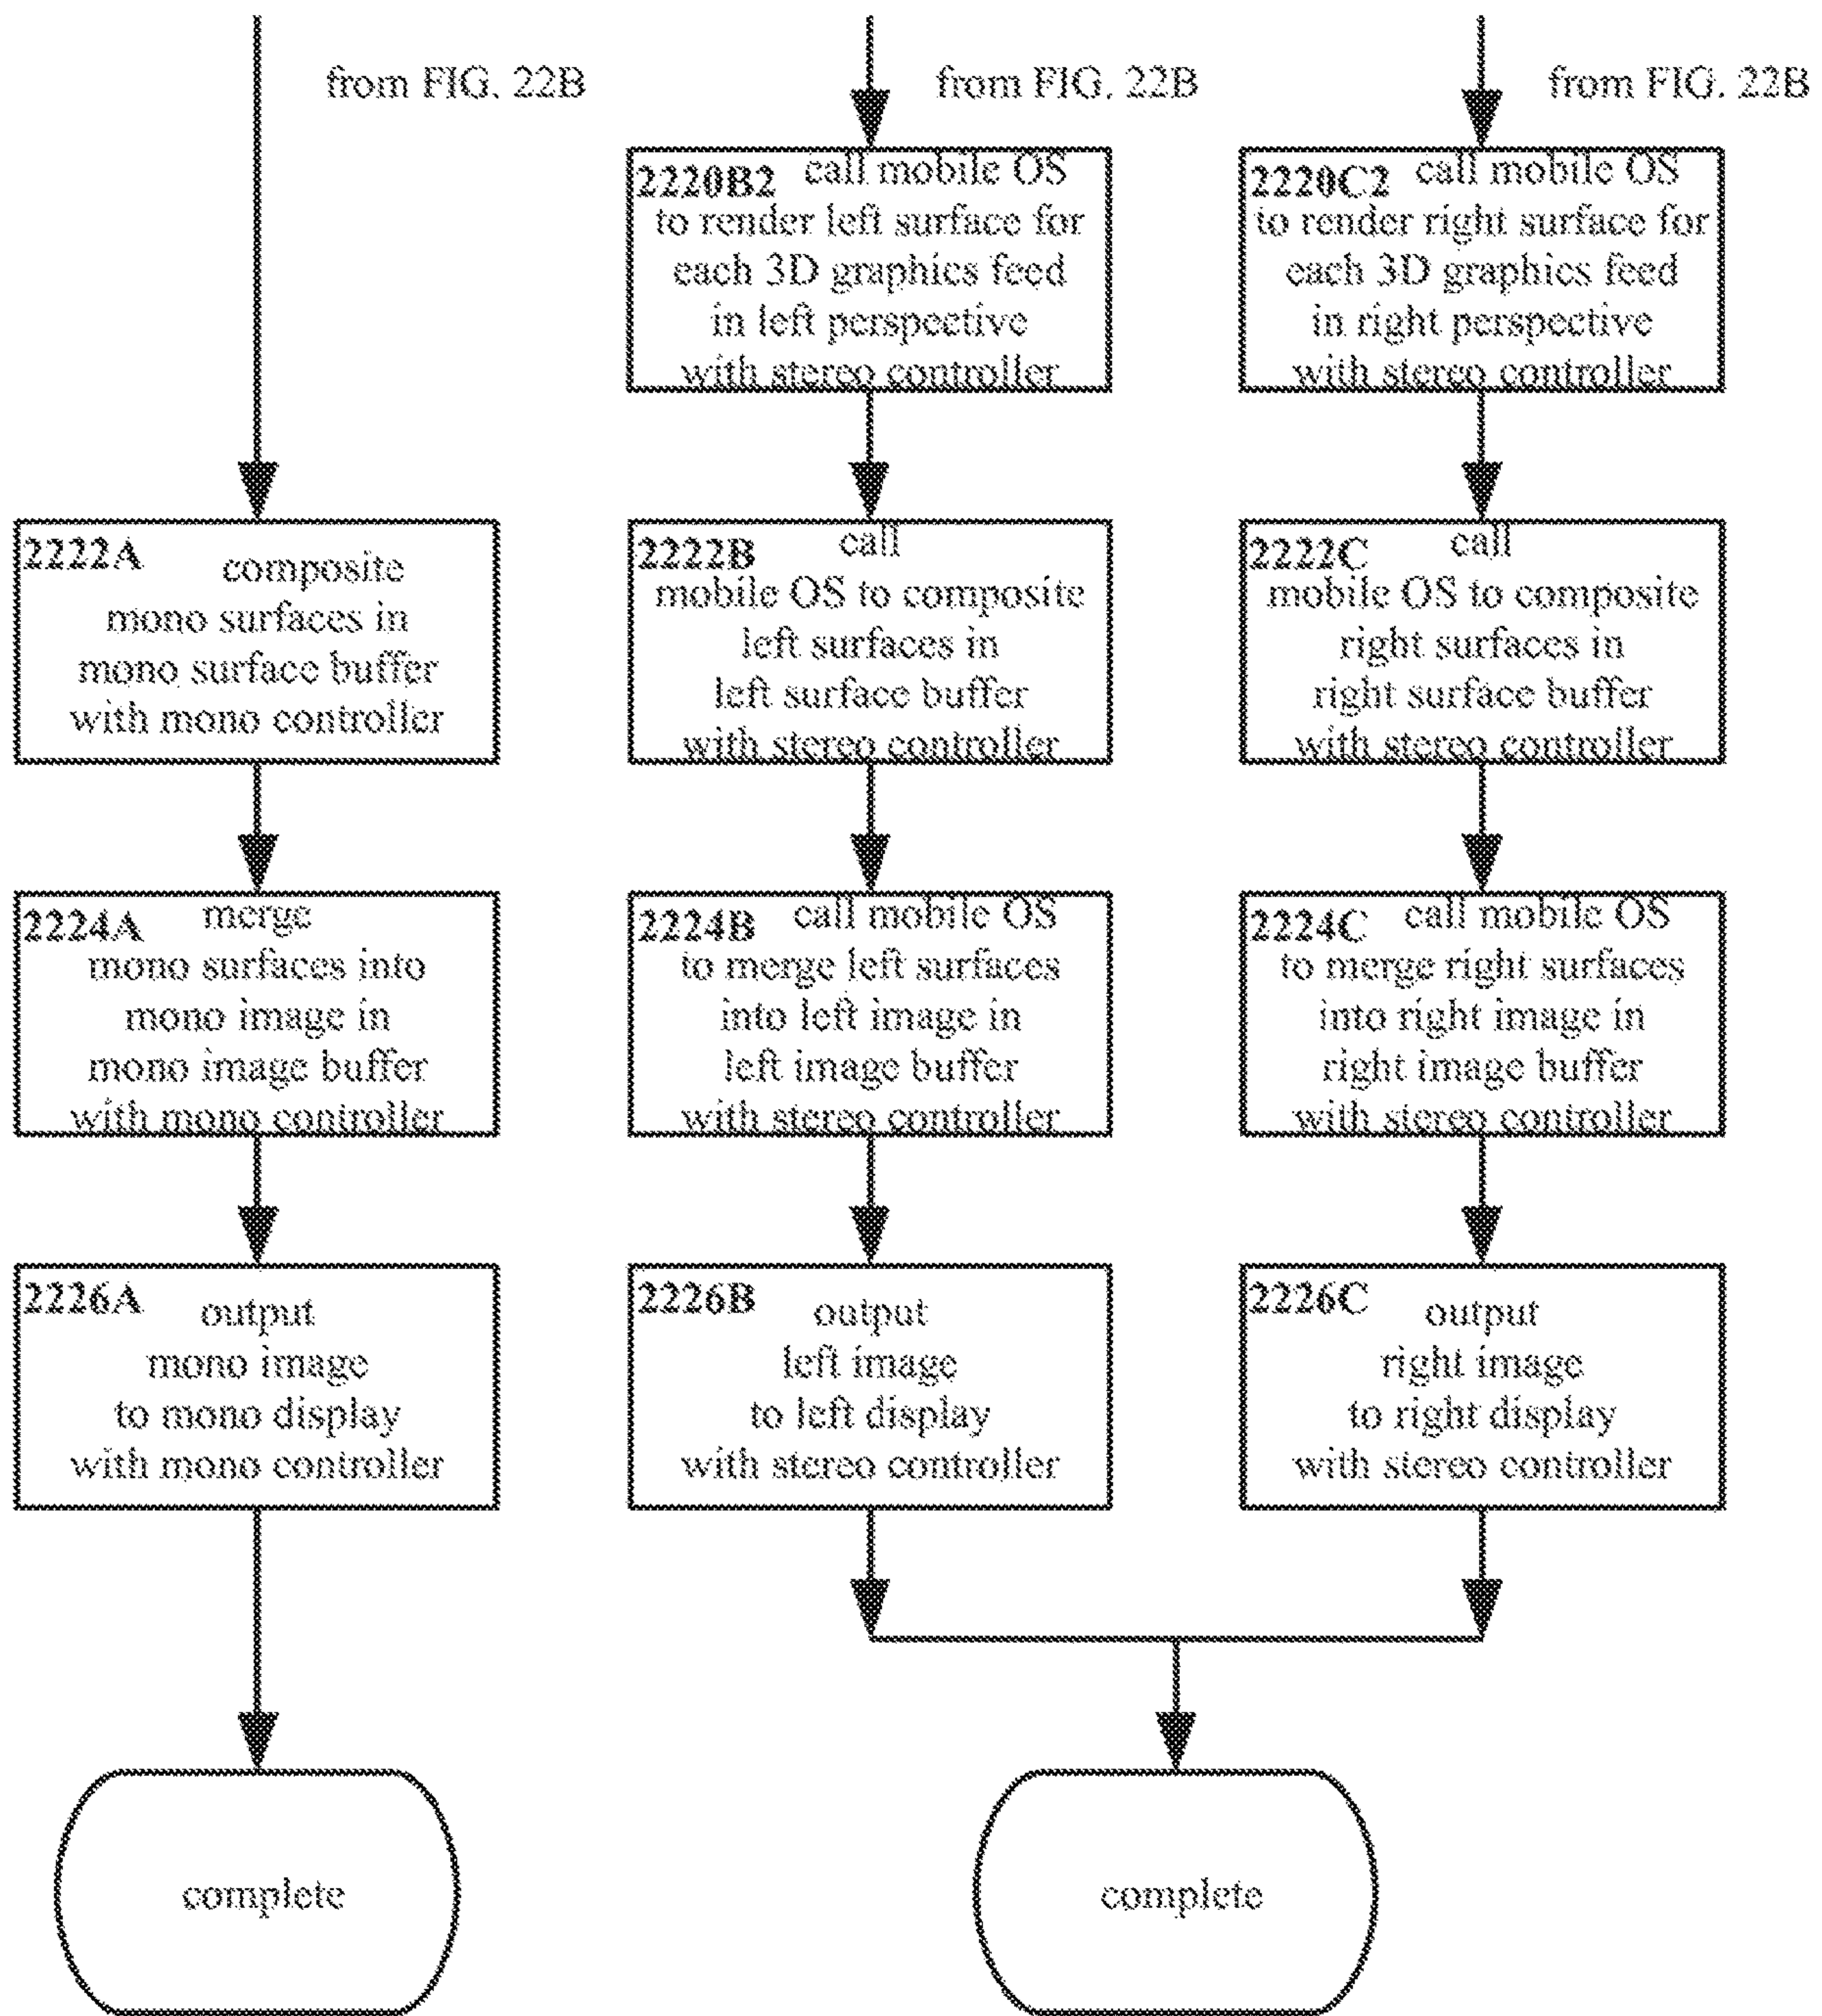 from FIG. 22B
from FIG. 22B
from FIG. 22B
2220B2 call mobile OS
to render left surface for
each 3D graphics feed
in left perspective
with stereo controller
2220C2 call mobile OS
to render right surface for
each 3D graphics feed
in right perspective
with stereo controller
2222A composite
mono surfaces in
mono surface buffer
with mono controller
2222B call
mobile OS to composite
left surfaces in
left surface buffer
with stereo controller
2222C call
mobile OS to composite
right surfaces in
right surface buffer
with stereo controller
2224A merge
mono surfaces into
mono image in
mono image buffer
with mono controller
2224B call mobile OS
to merge left surfaces
into left image in
left image buffer
with stereo controller
2224C call mobile OS
to merge right surfaces
into right image in
right image buffer
with stereo controller
2226A output
mono image
to mono display
with mono controller
2226B output
left image
to left display
with stereo controller
2226C output
right image
to right display
with stereo controller
complete
complete